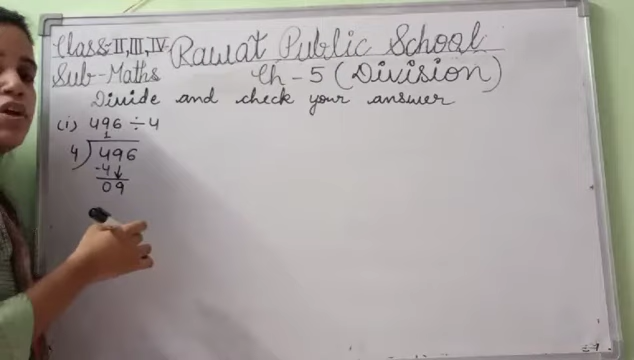 Class-II,III,IV Rawat Public School
Sub-Maths Ch-5 (Division)
Divide and check your answer
(i) 496 ÷ 4
1
4 ) 496
-4↓
09